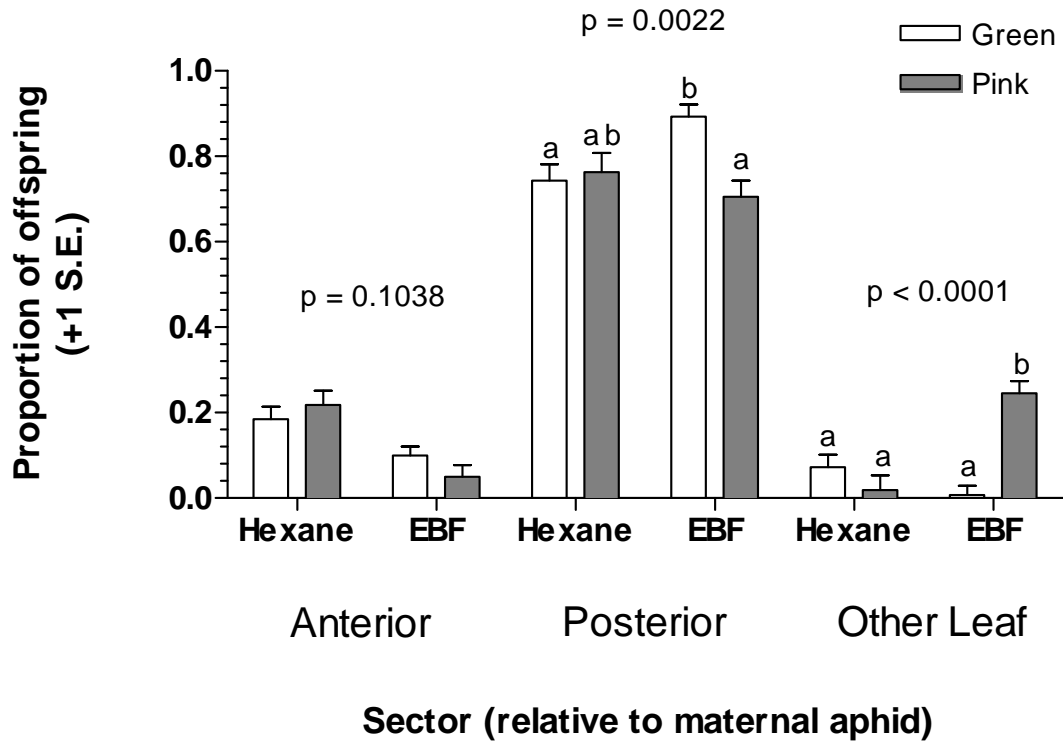 p = 0.0022
Green
Pink
Proportion of offspring
(+1 S.E.)
1.0
0.8
0.6
0.4
0.2
0.0
p = 0.1038
p < 0.0001
a
a b
b
a
a
a
a
b
Hexane EBF Hexane EBF Hexane EBF
Anterior Posterior Other Leaf
Sector (relative to maternal aphid)